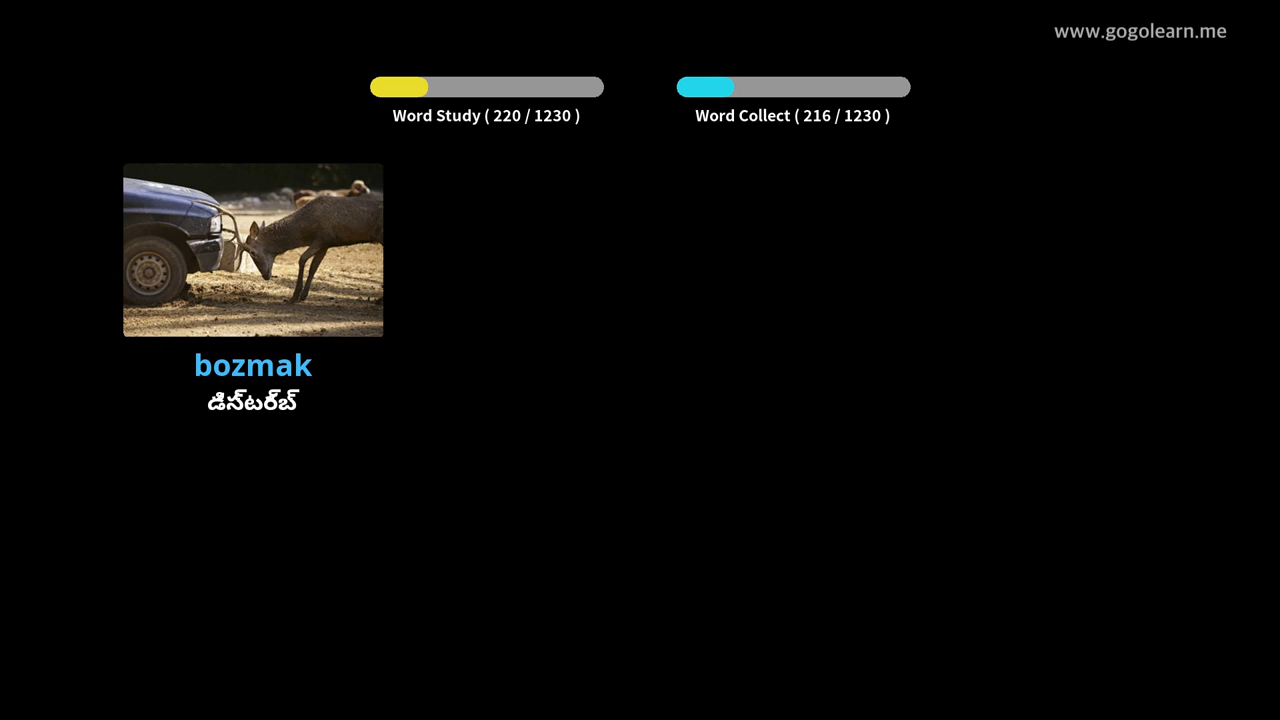 www.gogolearn.me
Word Study ( 220 / 1230 )
Word Collect ( 216 / 1230 )
bozmak
డిస్‌టర్‌బ్